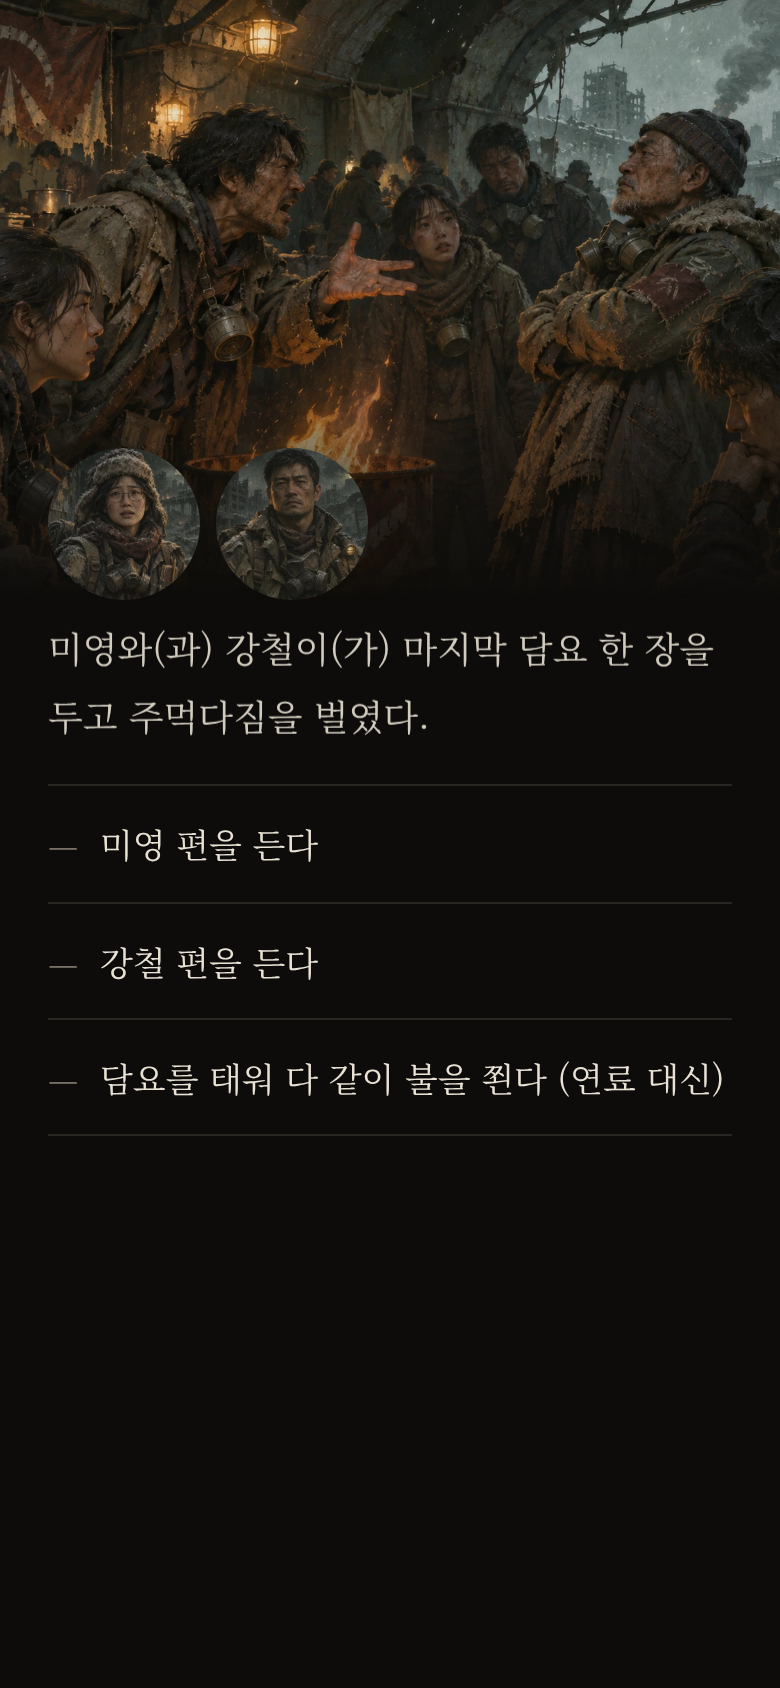 미영와(과) 강철이(가) 마지막 담요 한 장을
두고 주먹다짐을 벌였다.
— 미영 편을 든다
— 강철 편을 든다
— 담요를 태워 다 같이 불을 쬔다 (연료 대신)